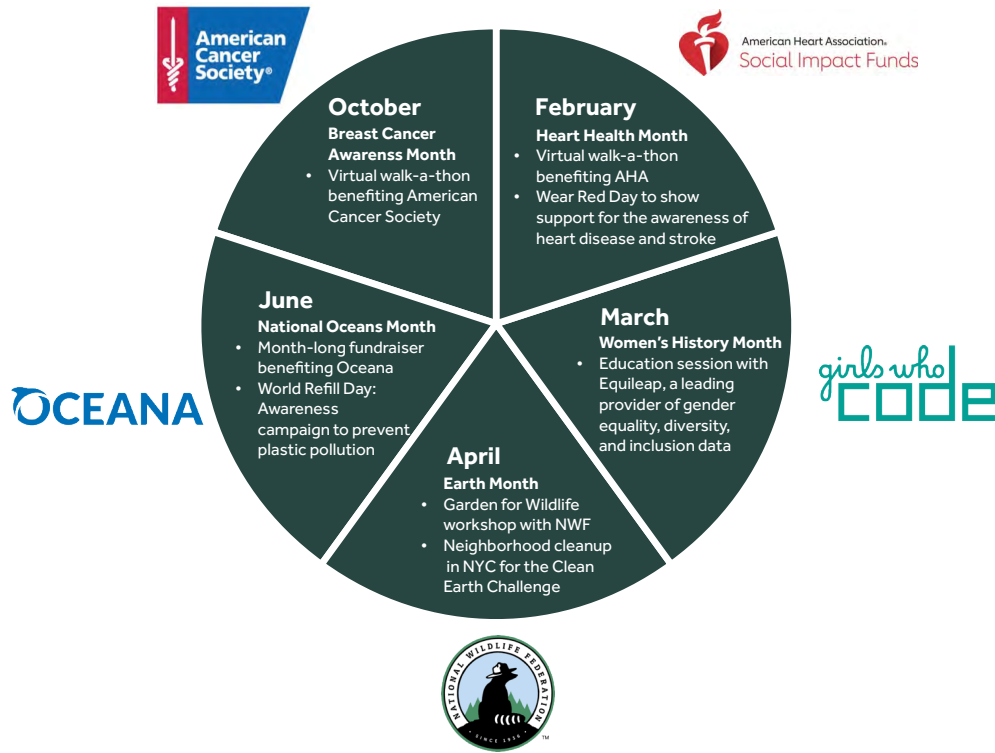 American
Cancer
Society®
American Heart Association®
Social Impact Funds
October
Breast Cancer
Awarenss Month
• Virtual walk-a-thon
benefiting American
Cancer Society
February
Heart Health Month
• Virtual walk-a-thon
benefiting AHA
• Wear Red Day to show
support for the awareness of
heart disease and stroke
June
National Oceans Month
• Month-long fundraiser
benefiting Oceana
• World Refill Day:
Awareness
campaign to prevent
plastic pollution
March
Women’s History Month
• Education session with
Equileap, a leading
provider of gender
equality, diversity,
and inclusion data
OCEANA
girls who
code
April
Earth Month
• Garden for Wildlife
workshop with NWF
• Neighborhood cleanup
in NYC for the Clean
Earth Challenge
NATIONAL WILDLIFE FEDERATION
• SINCE 1936 •
™